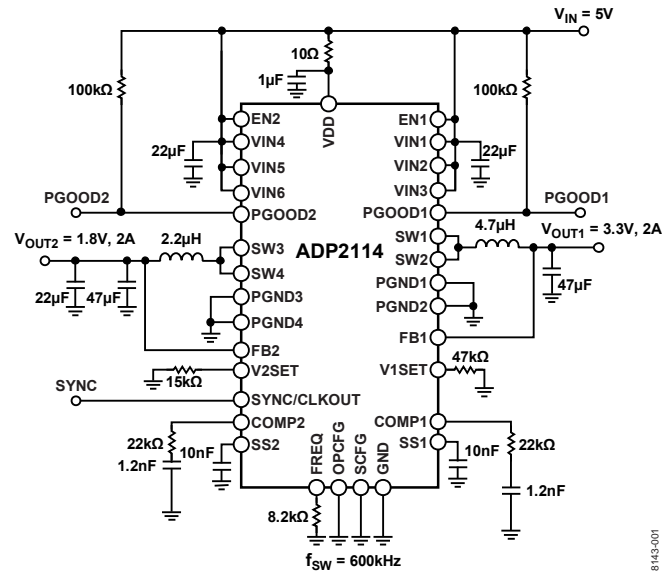 VIN = 5V
10Ω
1µF
100kΩ
100kΩ
VDD
EN2
EN1
VIN4
VIN1
22µF
22µF
VIN5
VIN2
VIN6
VIN3
PGOOD2
PGOOD2
PGOOD1
PGOOD1
VOUT2 = 1.8V, 2A
2.2µH
SW3
ADP2114
SW1
4.7µH
VOUT1 = 3.3V, 2A
SW4
SW2
22µF
47µF
47µF
PGND3
PGND1
PGND4
PGND2
FB2
FB1
V2SET
V1SET
47kΩ
15kΩ
SYNC
SYNC/CLKOUT
COMP2
COMP1
22kΩ
10nF
SS2
SS1
10nF
22kΩ
1.2nF
1.2nF
FREQ
OPCFG
SCFG
GND
8.2kΩ
fSW = 600kHz
8143-001